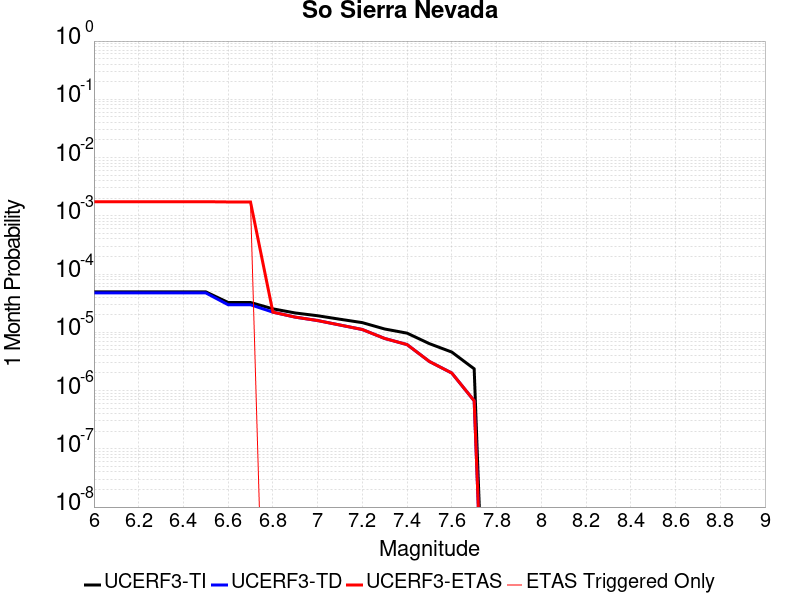 So Sierra Nevada
10^0
10^-1
10^-2
10^-3
10^-4
10^-5
10^-6
10^-7
10^-8
1 Month Probability
6 6.2 6.4 6.6 6.8 7 7.2 7.4 7.6 7.8 8 8.2 8.4 8.6 8.8 9
Magnitude
UCERF3-TI UCERF3-TD UCERF3-ETAS ETAS Triggered Only